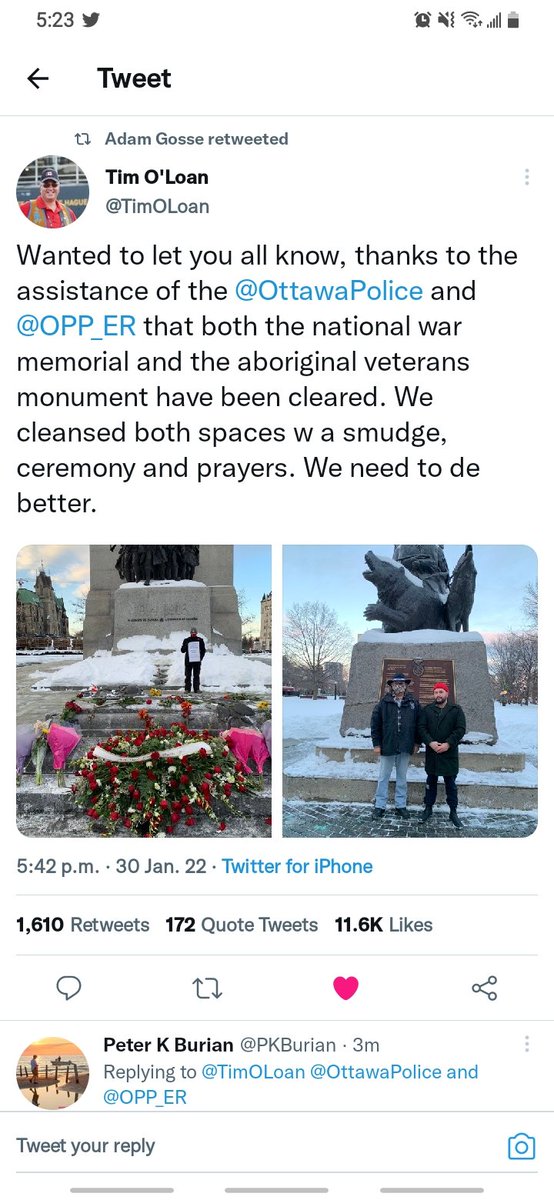 5:23
Tweet
Adam Gosse retweeted
Tim O'Loan
@TimOLoan
Wanted to let you all know, thanks to the
assistance of the @OttawaPolice and
@OPP_ER that both the national war
memorial and the aboriginal veterans
monument have been cleared. We
cleansed both spaces w a smudge,
ceremony and prayers. We need to de
better.
5:42 p.m. · 30 Jan. 22 · Twitter for iPhone
1,610 Retweets 172 Quote Tweets 11.6K Likes
Peter K Burian @PKBurian · 3m
Replying to @TimOLoan @OttawaPolice and
@OPP_ER
Tweet your reply